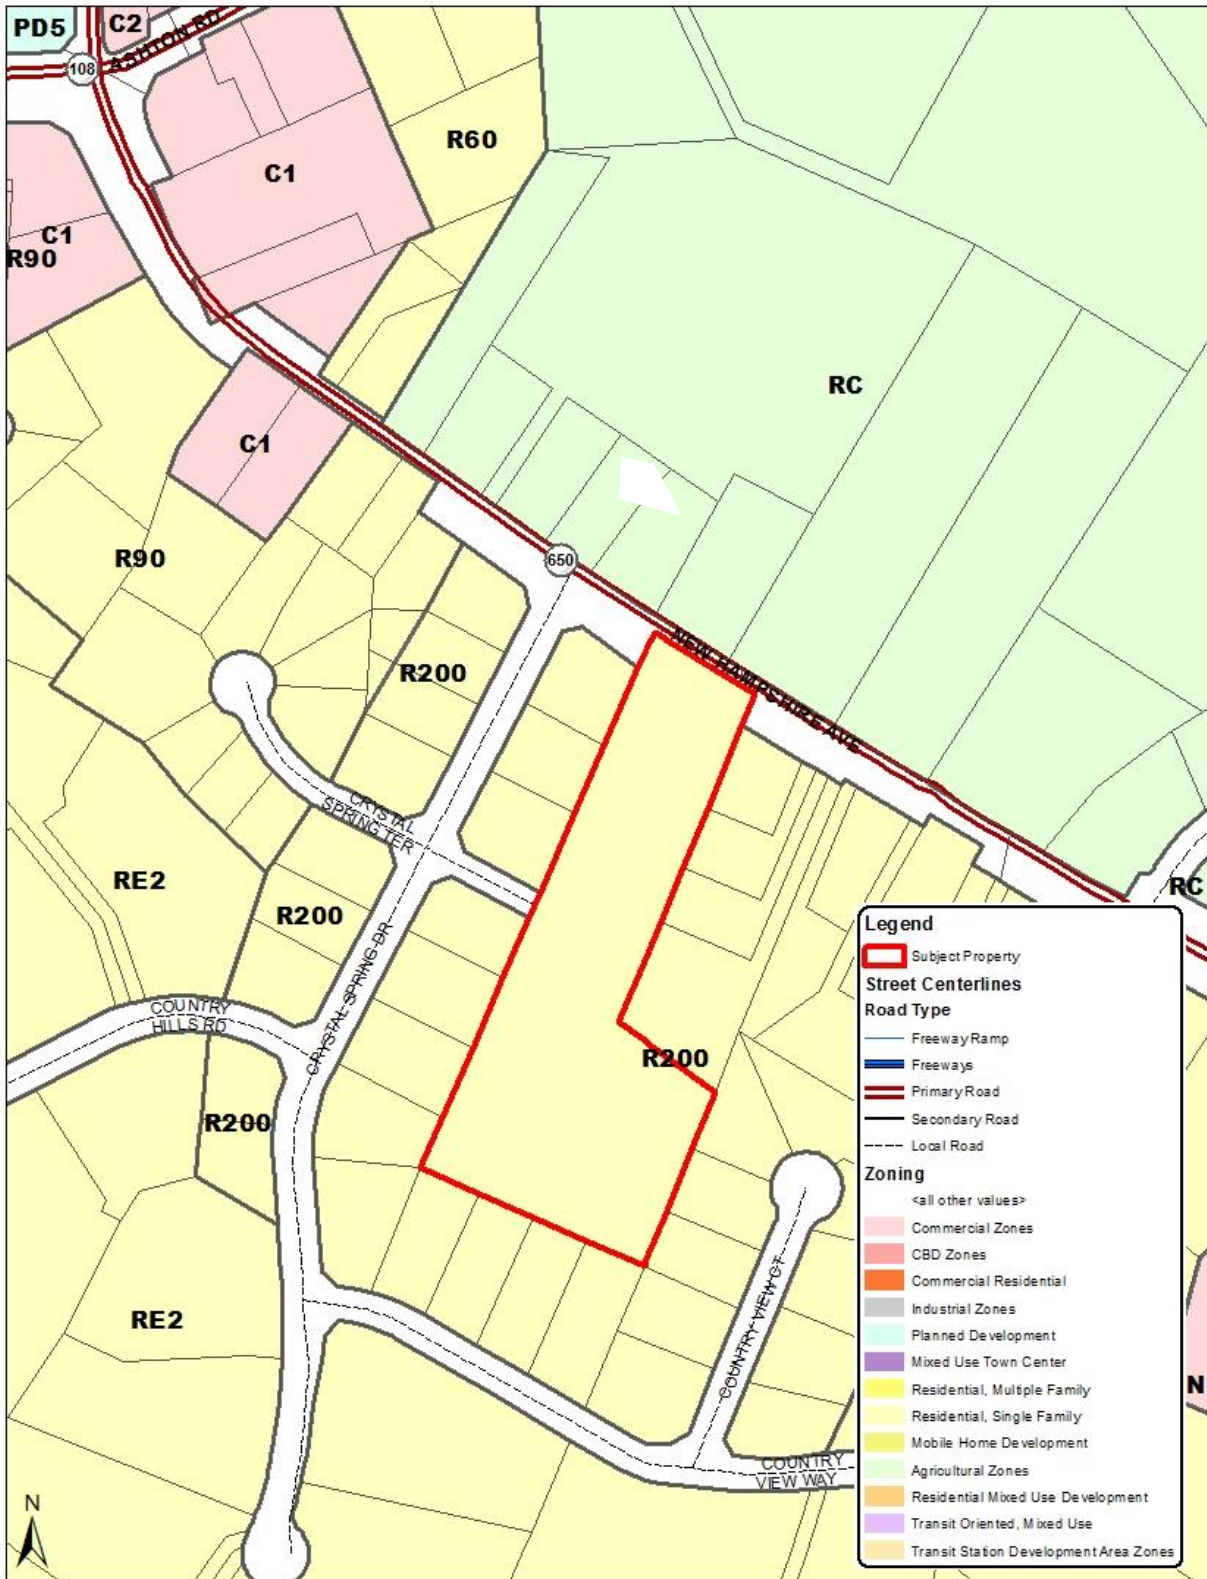 PD5
C2
ASHTON RD
108
R60
C1
C1
R90
RC
C1
650
R90
NEW HAMPSHIRE AVE
R200
CRYSTAL
SPRING TER
RE2
R200
RC
CRYSTAL SPRING DR
COUNTRY
HILLS RD
R200
R200
COUNTRY VIEW CT
RE2
N
COUNTRY
VIEW WAY
N
Legend
Subject Property
Street Centerlines
Road Type
Freeway Ramp
Freeways
Primary Road
Secondary Road
Local Road
Zoning
<all other values>
Commercial Zones
CBD Zones
Commercial Residential
Industrial Zones
Planned Development
Mixed Use Town Center
Residential, Multiple Family
Residential, Single Family
Mobile Home Development
Agricultural Zones
Residential Mixed Use Development
Transit Oriented, Mixed Use
Transit Station Development Area Zones